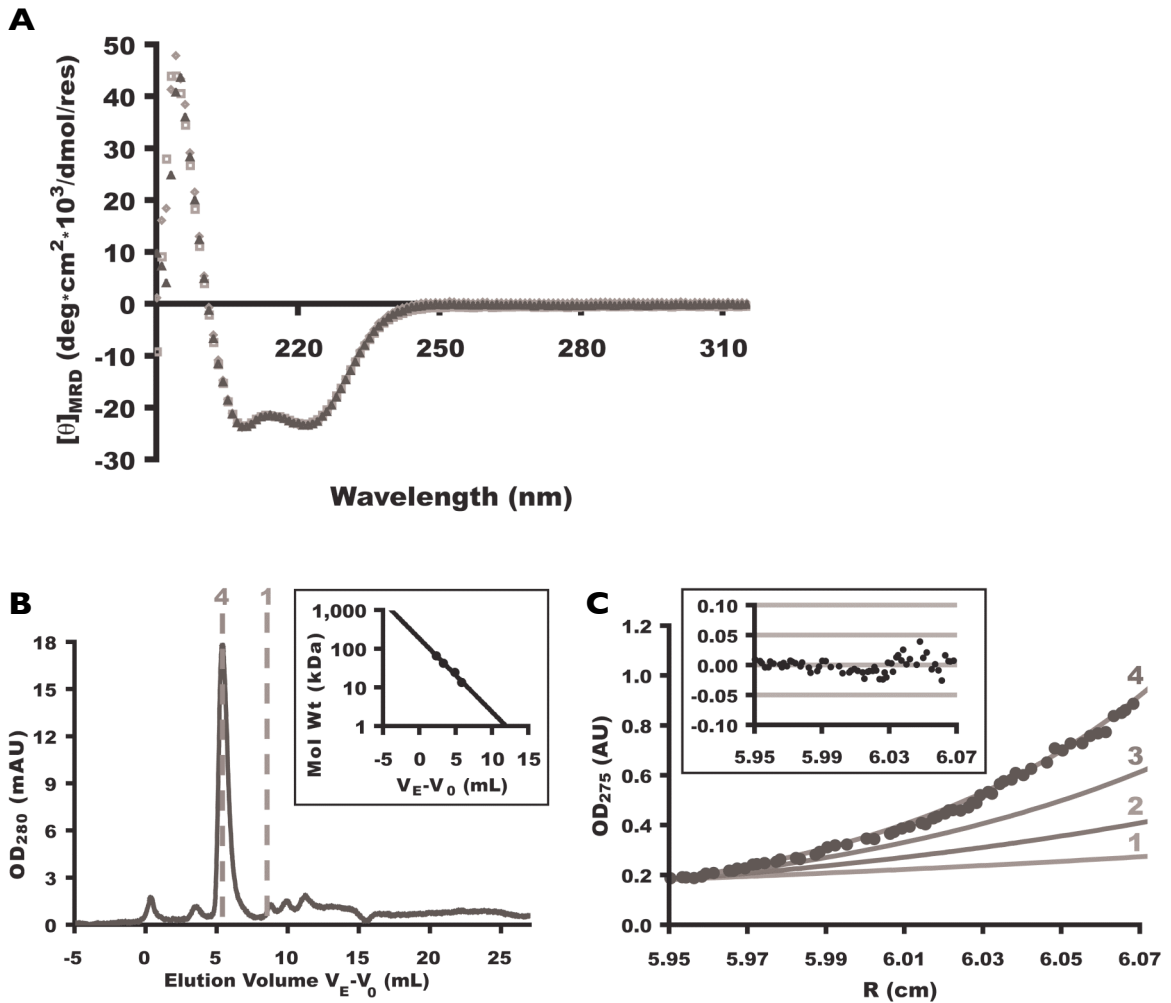 A
50
40
30
20
10
0
-10
-20
-30
220 250 280 310
[θ]MRD (deg*cm²*10³/dmol/res)
Wavelength (nm)
B
4 1
18
15
12
9
6
3
0
-5 0 5 10 15 20 25
OD280 (mAU)
Elution Volume VE-V0 (mL)
1,000
100
10
1
-5 0 5 10 15
Mol Wt (kDa)
VE-V0 (mL)
C
1.2
1.0
0.8
0.6
0.4
0.2
0.0
5.95 5.97 5.99 6.01 6.03 6.05 6.07
OD275 (AU)
R (cm)
4
3
2
1
0.10
0.05
0.00
-0.05
-0.10
5.95 5.99 6.04 6.07